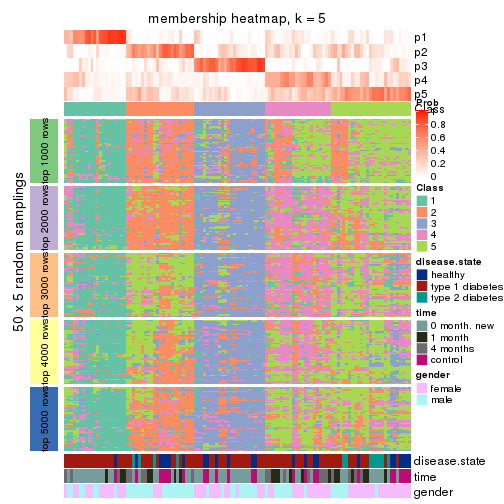 membership heatmap, k = 5
p1
p2
p3
p4
p5
Prob
Class
0.8
0.6
0.4
0.2
0
Class
1
2
3
4
5
disease.state
healthy
type 1 diabetes
type 2 diabetes
time
0 month. new
1 month
4 months
control
gender
female
male
50 x 5 random samplings
top 1000 rows
top 2000 rows
top 3000 rows
top 4000 rows
top 5000 rows
disease.state
time
gender